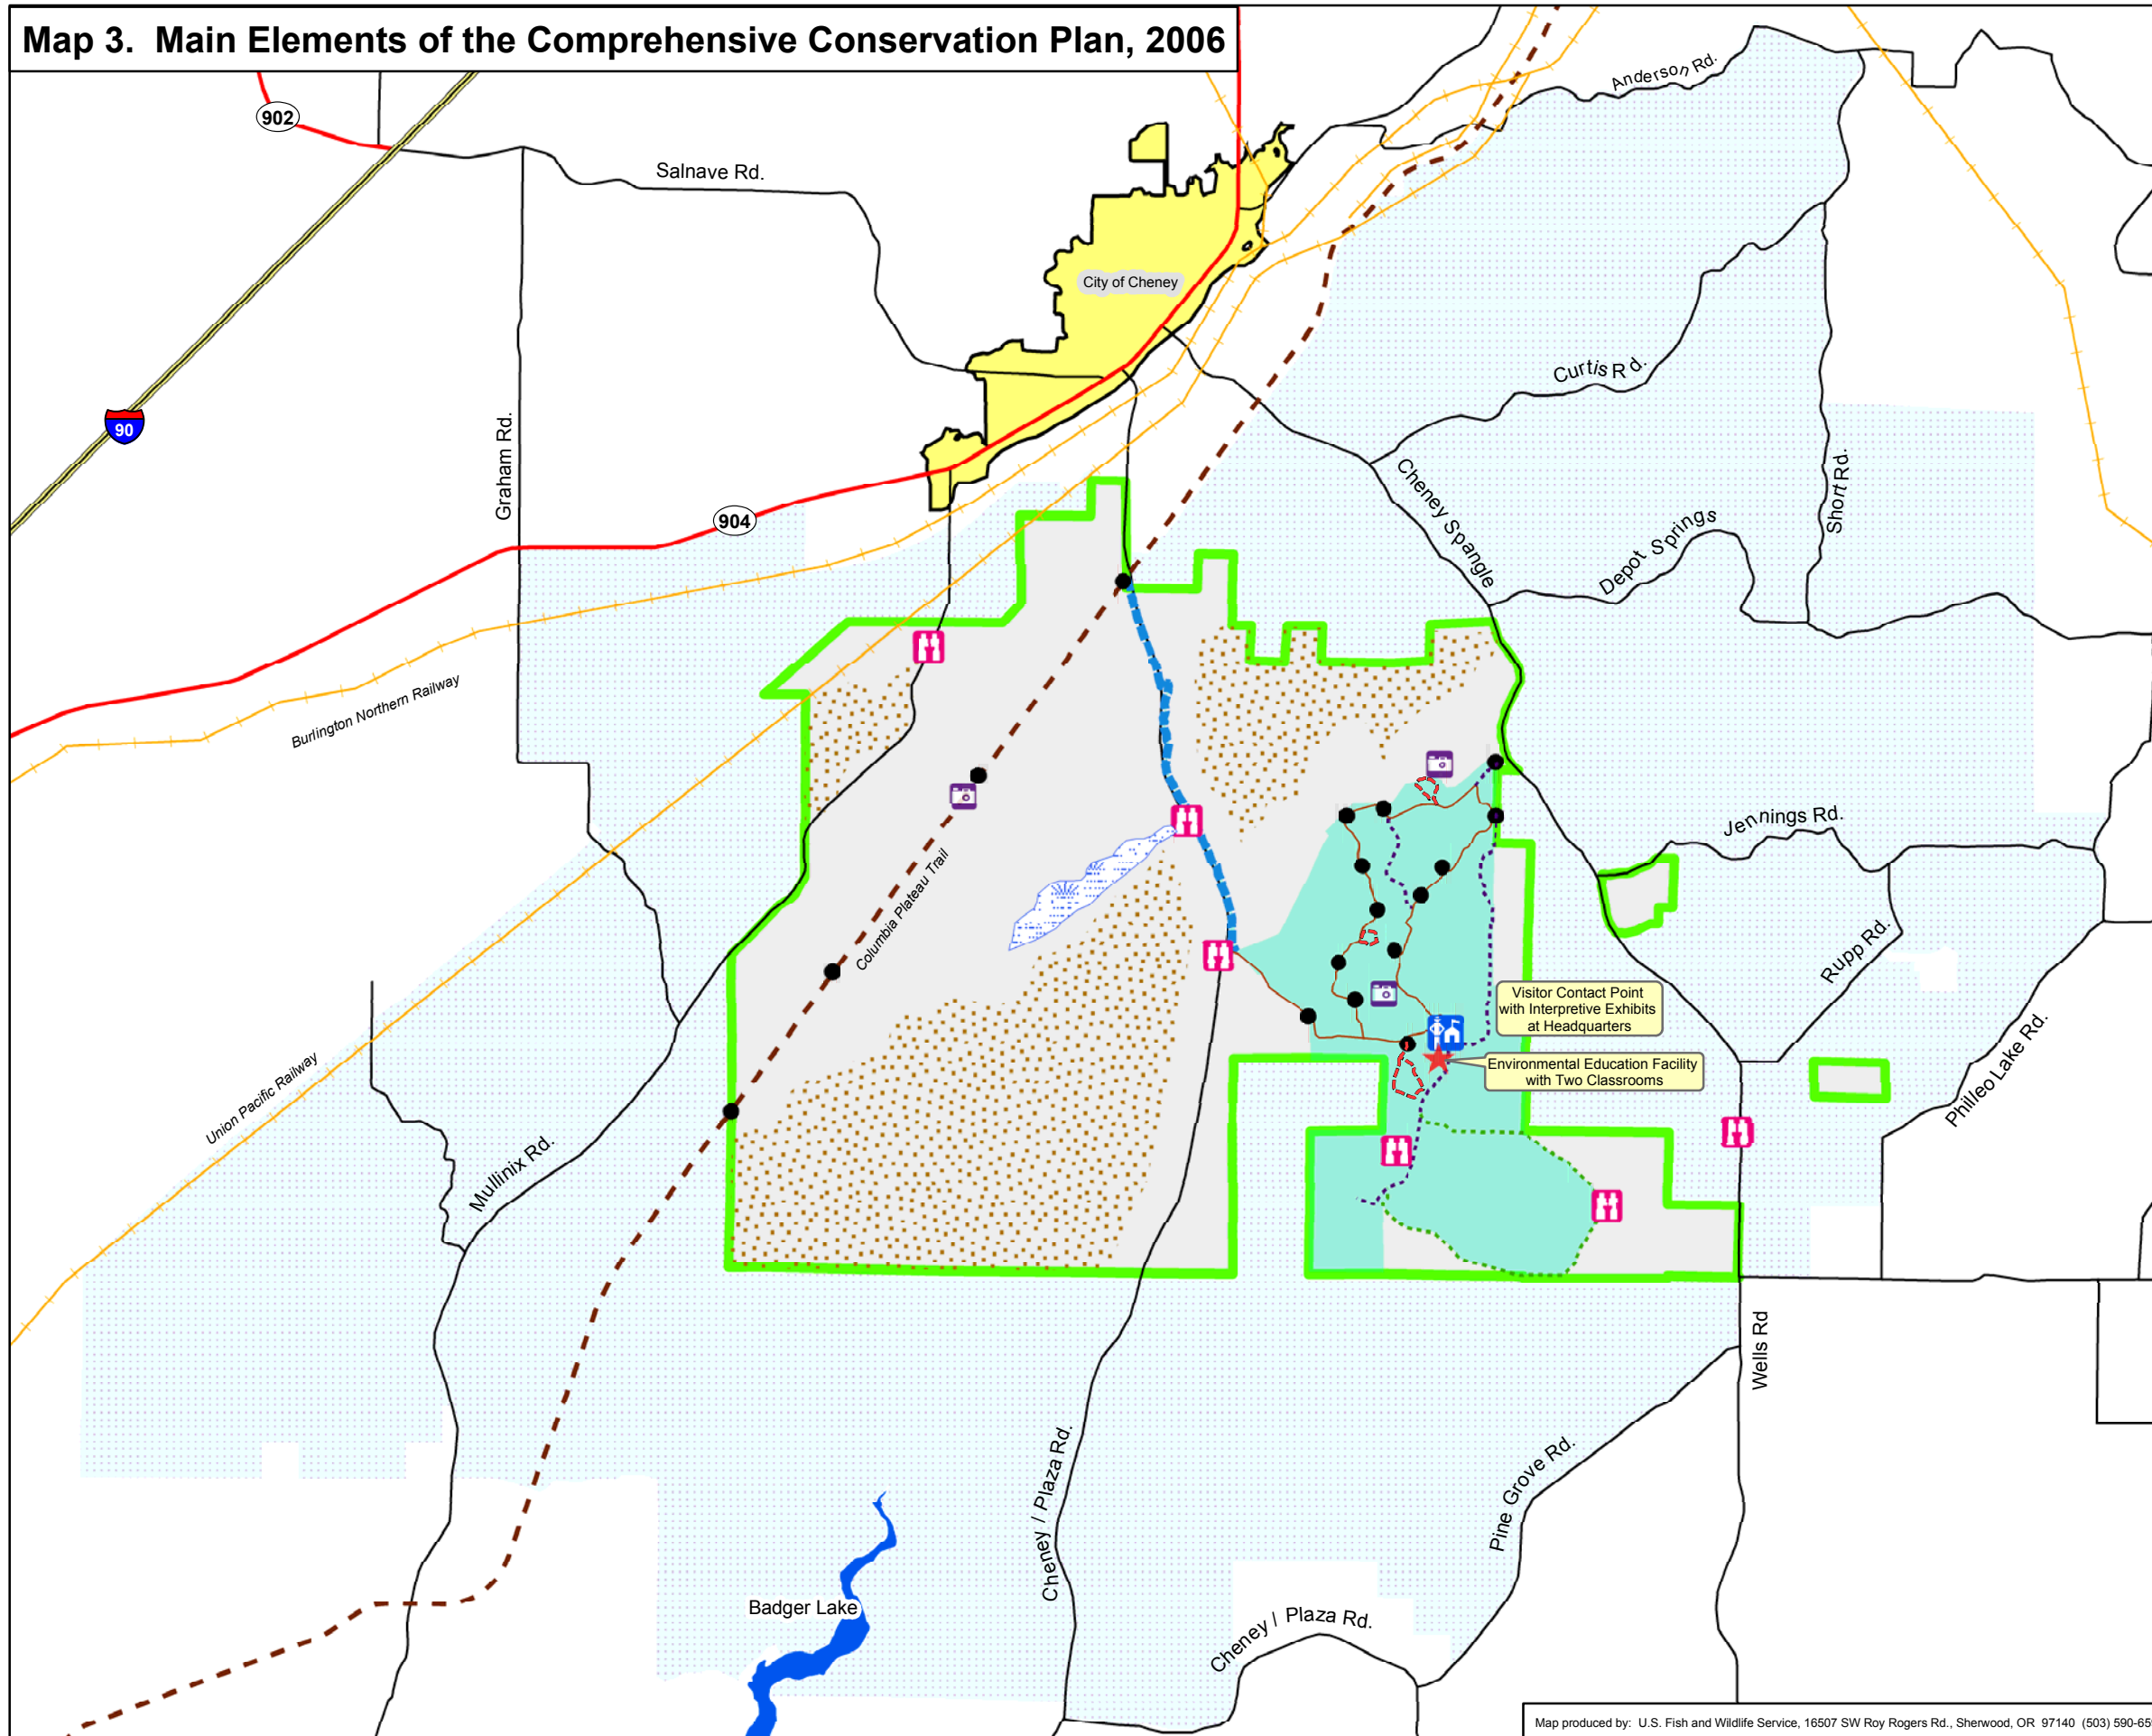 Map 3.  Main Elements of the Comprehensive Conservation Plan, 2006
902
Anderson Rd.
Salnave Rd.
City of Cheney
Curtis Rd.
90
Graham Rd.
904
Cheney Spangle
Short Rd.
Depot Springs
Burlington Northern Railway
Jennings Rd.
Columbia Plateau Trail
Rupp Rd.
Visitor Contact Point
with Interpretive Exhibits
at Headquarters
Environmental Education Facility
with Two Classrooms
Philleo Lake Rd.
Union Pacific Railway
Mullinix Rd.
Wells Rd
Cheney / Plaza Rd.
Pine Grove Rd.
Badger Lake
Cheney / Plaza Rd.
Map produced by:  U.S. Fish and Wildlife Service, 16507 SW Roy Rogers Rd., Sherwood, OR  97140  (503) 590-65